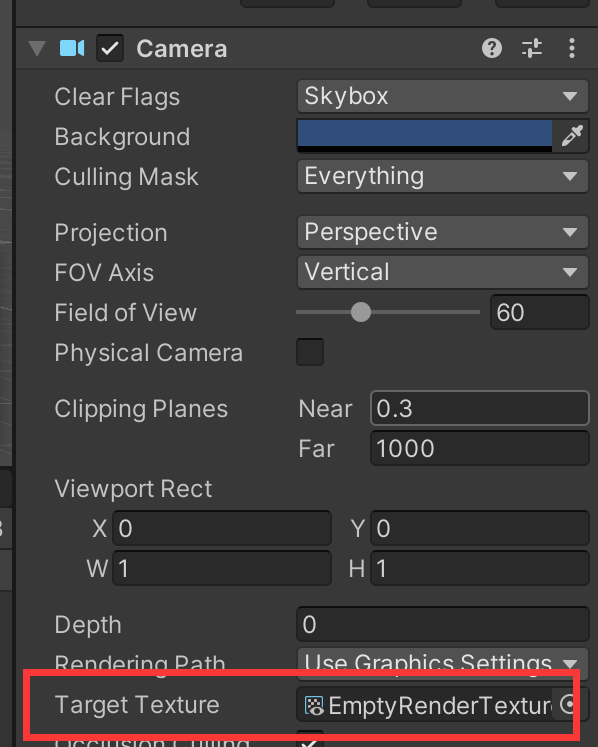 Camera
Clear Flags Skybox
Background
Culling Mask Everything
Projection Perspective
FOV Axis Vertical
Field of View 60
Physical Camera
Clipping Planes Near 0.3
Far 1000
Viewport Rect
X 0 Y 0
W 1 H 1
Depth 0
Rendering Path Use Graphics Settings
Target Texture EmptyRenderTextur
Occlusion Culling